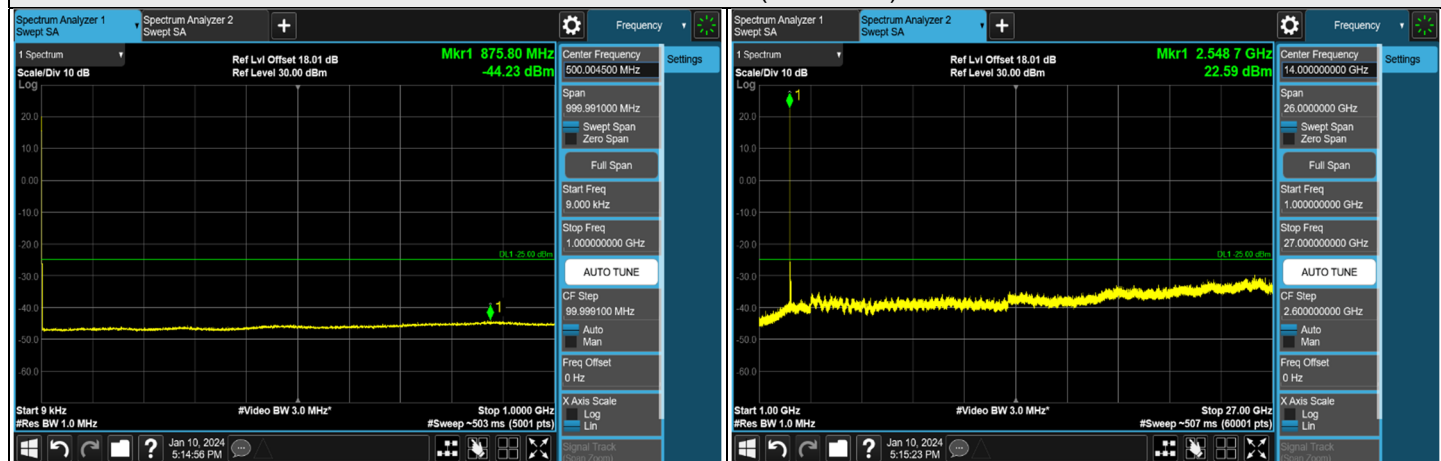 Spectrum Analyzer 1
Swept SA
Spectrum Analyzer 2
Swept SA
Frequency
1 Spectrum
Scale/Div 10 dB
Log
Ref Lvl Offset 18.01 dB
Ref Level 30.00 dBm
Mkr1 875.80 MHz
-44.23 dBm
20.0
10.0
0.00
-10.0
-20.0
-30.0
-40.0
-50.0
-60.0
DL1 -25.00 dBm
1
Start 9 kHz
#Res BW 1.0 MHz
#Video BW 3.0 MHz*
Stop 1.0000 GHz
#Sweep ~503 ms (5001 pts)
Center Frequency
500.004500 MHz
Settings
Span
999.991000 MHz
Swept Span
Zero Span
Full Span
Start Freq
9.000 kHz
Stop Freq
1.000000000 GHz
AUTO TUNE
CF Step
99.999100 MHz
Auto
Man
Freq Offset
0 Hz
X Axis Scale
Log
Lin
Signal Track
(Span Zoom)
?
Jan 10, 2024
5:14:56 PM
Spectrum Analyzer 1
Swept SA
Spectrum Analyzer 2
Swept SA
Frequency
1 Spectrum
Scale/Div 10 dB
Log
Ref Lvl Offset 18.01 dB
Ref Level 30.00 dBm
Mkr1 2.548 7 GHz
22.59 dBm
1
20.0
10.0
0.00
-10.0
-20.0
-30.0
-40.0
-50.0
-60.0
DL1 -25.00 dBm
Start 1.00 GHz
#Res BW 1.0 MHz
#Video BW 3.0 MHz*
Stop 27.00 GHz
#Sweep ~507 ms (60001 pts)
Center Frequency
14.000000000 GHz
Settings
Span
26.0000000 GHz
Swept Span
Zero Span
Full Span
Start Freq
1.000000000 GHz
Stop Freq
27.000000000 GHz
AUTO TUNE
CF Step
2.600000000 GHz
Auto
Man
Freq Offset
0 Hz
X Axis Scale
Log
Lin
Signal Track
(Span Zoom)
?
Jan 10, 2024
5:15:23 PM